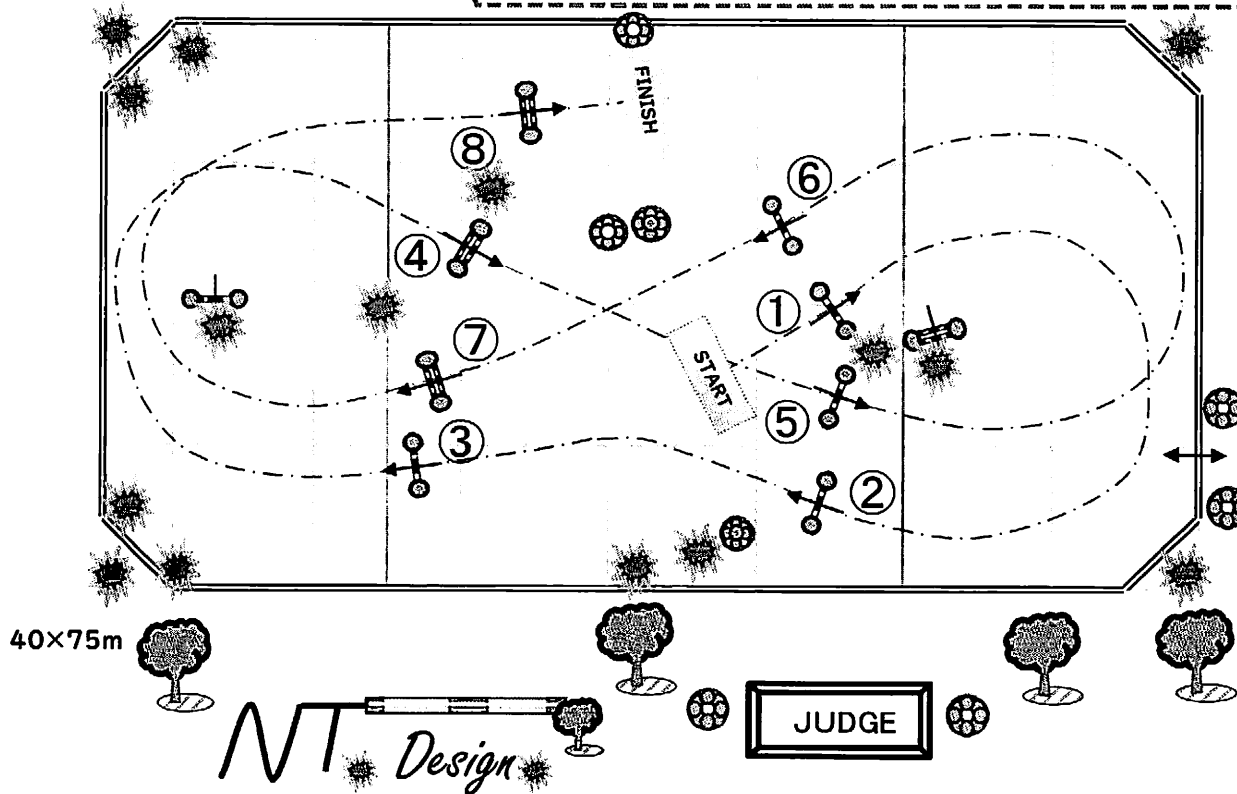 FINISH
⑧
⑥
④
①
⑦
START
⑤
③
②
40×75m
NT
Design
JUDGE